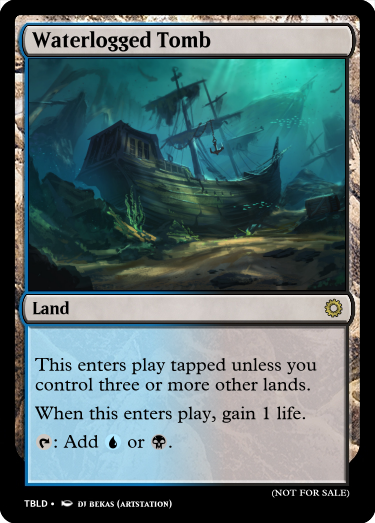 Waterlogged Tomb
Land
This enters play tapped unless you
control three or more other lands.
When this enters play, gain 1 life.
: Add or .
(NOT FOR SALE)
TBLD • DJ BEKAS (ARTSTATION)